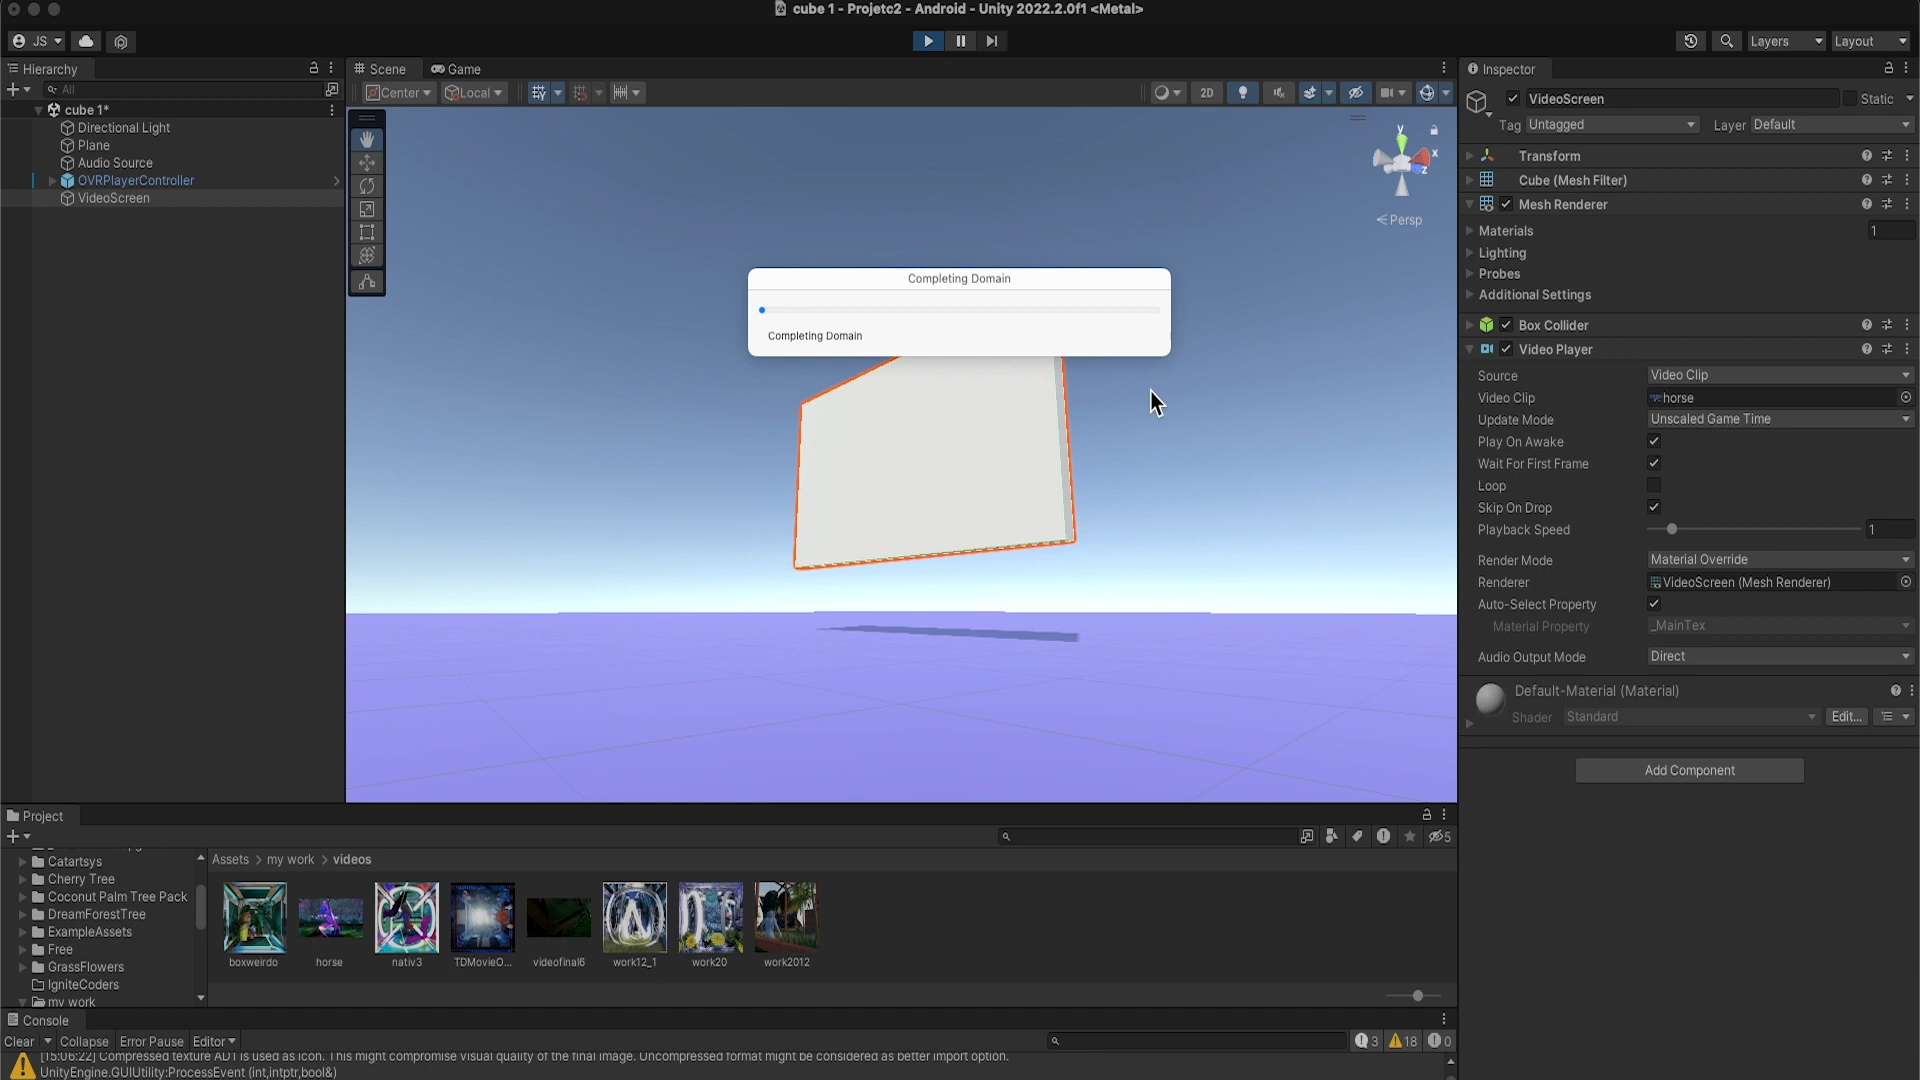 cube 1 - Projetc2 - Android - Unity 2022.2.0f1 <Metal>
JS
Layers
Layout
Hierarchy
All
cube 1*
Directional Light
Plane
Audio Source
OVRPlayerController
VideoScreen
Scene
Game
Center
Local
2D
y
x
z
Persp
Completing Domain
Completing Domain
Inspector
VideoScreen
Static
Tag Untagged
Layer Default
Transform
Cube (Mesh Filter)
Mesh Renderer
Materials 1
Lighting
Probes
Additional Settings
Box Collider
Video Player
Source Video Clip
Video Clip horse
Update Mode Unscaled Game Time
Play On Awake
Wait For First Frame
Loop
Skip On Drop
Playback Speed 1
Render Mode Material Override
Renderer VideoScreen (Mesh Renderer)
Auto-Select Property
Material Property _MainTex
Audio Output Mode Direct
Default-Material (Material)
Shader Standard Edit...
Add Component
Project
5
Catartsys
Cherry Tree
Coconut Palm Tree Pack
DreamForestTree
ExampleAssets
Free
GrassFlowers
IgniteCoders
my work
Assets > my work > videos
boxweirdo
horse
nativ3
TDMovieO...
videofinal6
work12_1
work20
work2012
Console
Clear Collapse Error Pause Editor
3 18 0
[15:06:22] Compressed texture AD1 is used as icon. This might compromise visual quality of the final image. Uncompressed format might be considered as better import option.
UnityEngine.GUIUtility:ProcessEvent (int,intptr,bool&)